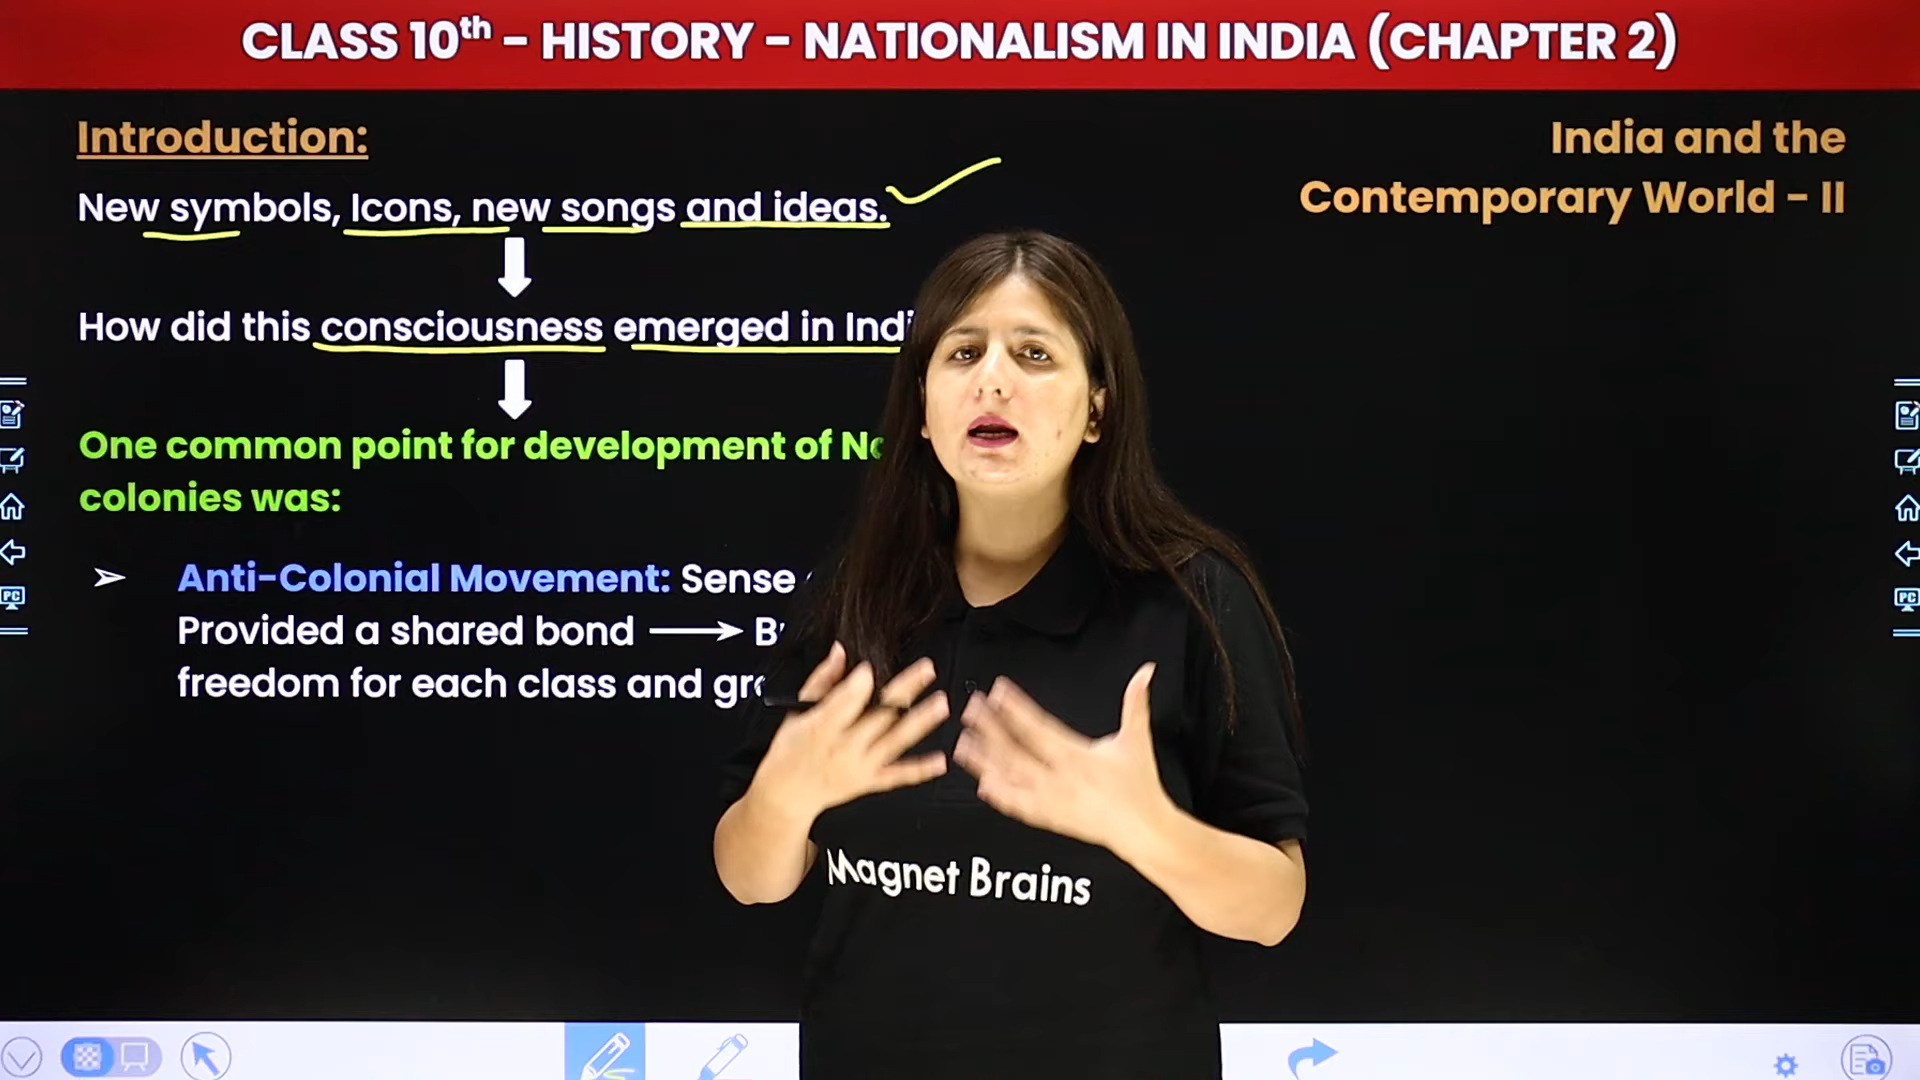 CLASS 10th - HISTORY - NATIONALISM IN INDIA (CHAPTER 2)
Introduction:
India and the
Contemporary World - II
New symbols, Icons, new songs and ideas.
How did this consciousness emerged in
One common point for development of
colonies was:
➢ Anti-Colonial Movement: Sense
Provided a shared bond ⟶
freedom for each class and
Magnet Brains
PC
PC